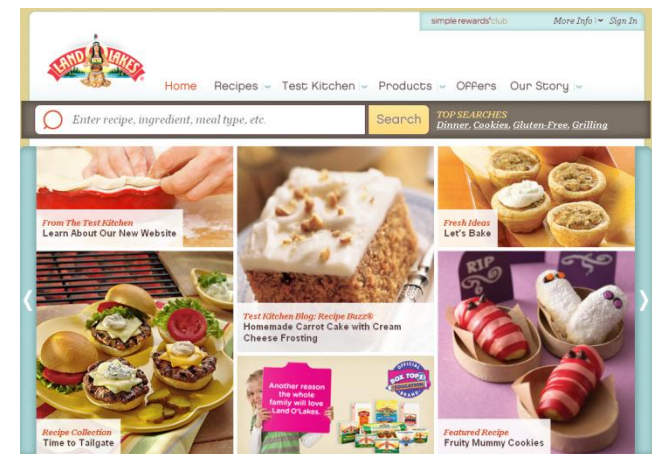 simple rewards club
More Info Sign In
LAND O LAKES
Home Recipes Test Kitchen Products Offers Our Story
Enter recipe, ingredient, meal type, etc.
Search
TOP SEARCHES
Dinner, Cookies, Gluten-Free, Grilling
From The Test Kitchen
Learn About Our New Website
Test Kitchen Blog: Recipe Buzz®
Homemade Carrot Cake with Cream
Cheese Frosting
Fresh Ideas
Let's Bake
RIP
Recipe Collection
Time to Tailgate
Another reason
the whole
family will love
Land O'Lakes.
OFFICIAL
BOX TOPS
EDUCATION
BRAND
Featured Recipe
Fruity Mummy Cookies